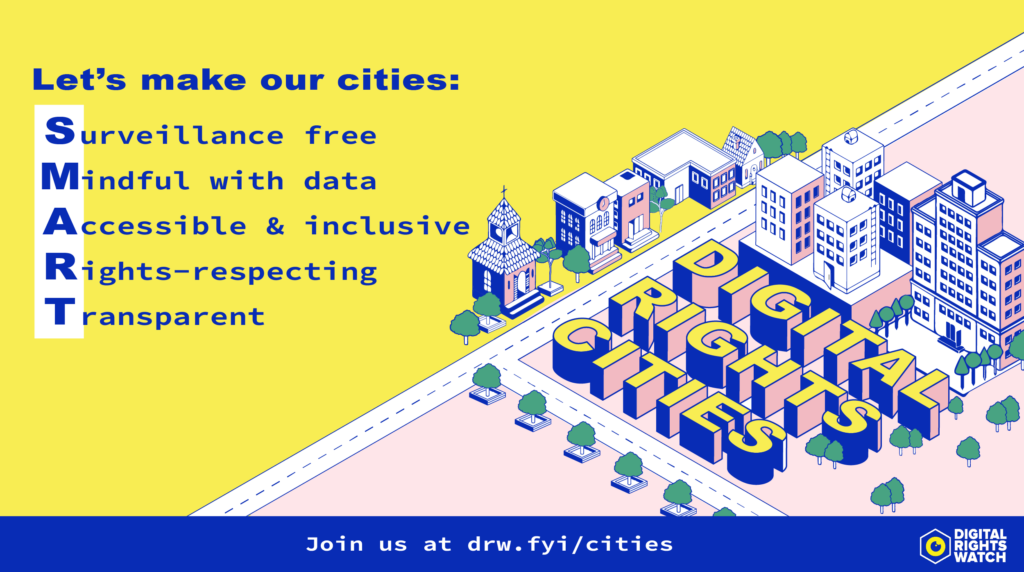 Let’s make our cities:
Surveillance free
Mindful with data
Accessible & inclusive
Rights-respecting
Transparent
DIGITAL
RIGHTS
CITIES
Join us at drw.fyi/cities
DIGITAL
RIGHTS
WATCH